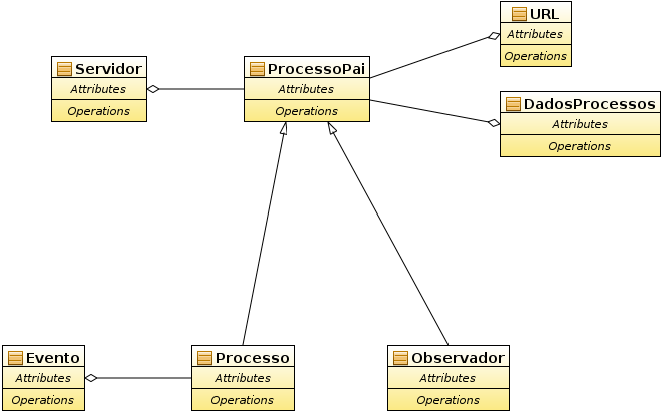 URL
Attributes
Operations
Servidor
Attributes
Operations
ProcessoPai
Attributes
Operations
DadosProcessos
Attributes
Operations
Evento
Attributes
Operations
Processo
Attributes
Operations
Observador
Attributes
Operations